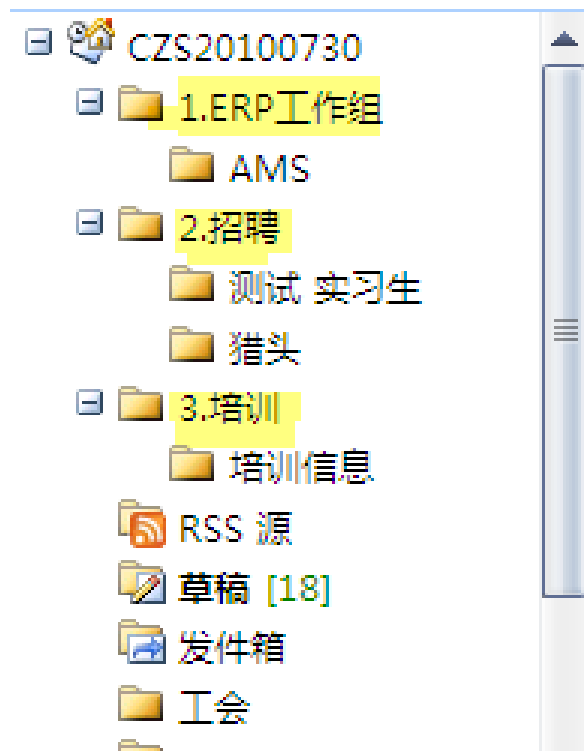 CZS20100730
1.ERP工作组
AMS
2.招聘
测试 实习生
猎头
3.培训
培训信息
RSS 源
草稿 [18]
发件箱
工会